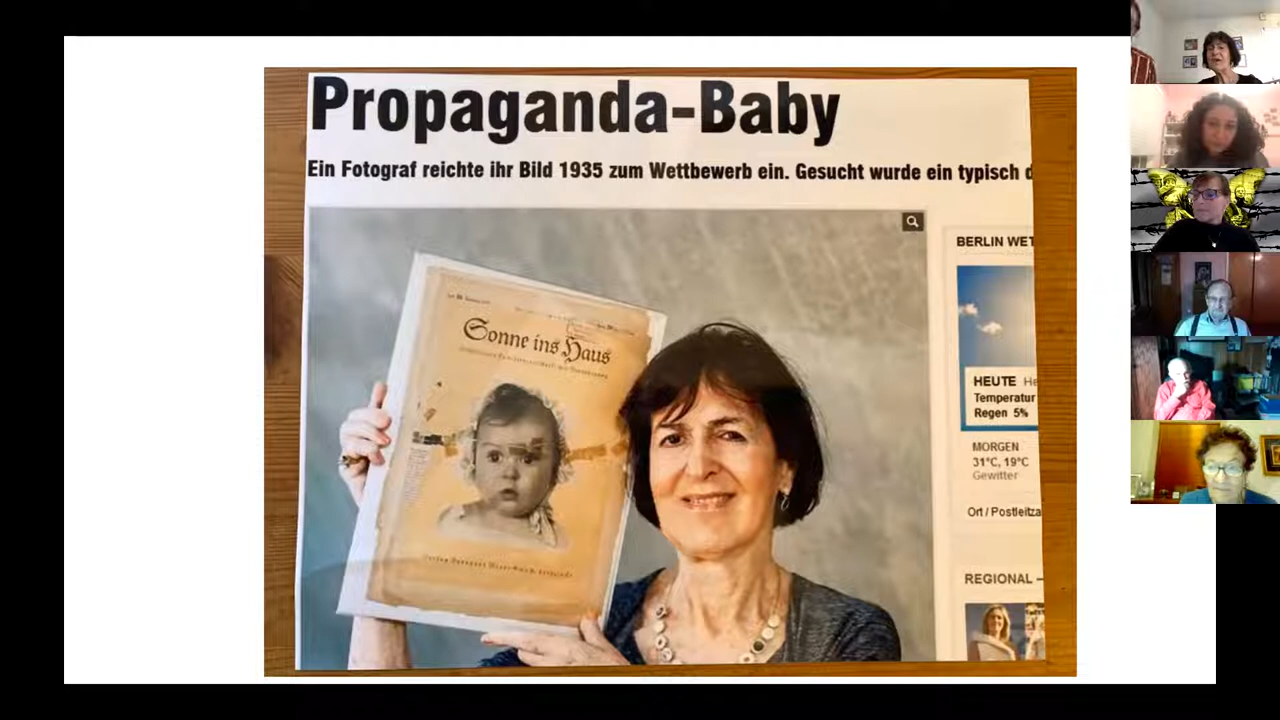 Propaganda-Baby
Ein Fotograf reichte ihr Bild 1935 zum Wettbewerb ein. Gesucht wurde ein typisch d
BERLIN WET
Sonne ins Haus
HEUTE He
Temperatur
Regen 5%
MORGEN
31°C, 19°C
Gewitter
Ort / Postleitza
REGIONAL –